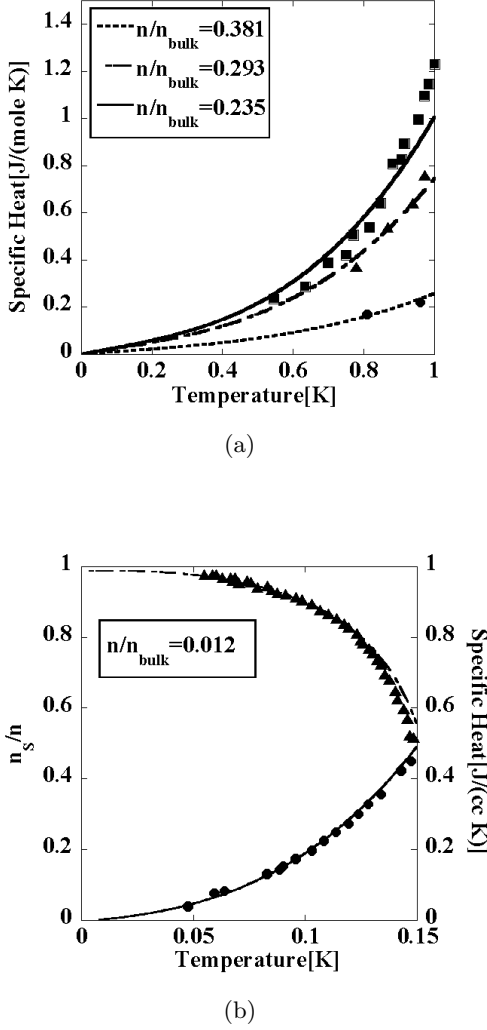 1.4
1.2
1
0.8
0.6
0.4
0.2
0
Specific Heat[J/(mole K)]
n/n_bulk=0.381
n/n_bulk=0.293
n/n_bulk=0.235
0 0.2 0.4 0.6 0.8 1
Temperature[K]
(a)
1
0.8
0.6
0.4
0.2
0
n_s/n
n/n_bulk=0.012
1
0.8
0.6
0.4
0.2
0
Specific Heat[J/(cc K)]
0 0.05 0.1 0.15
Temperature[K]
(b)